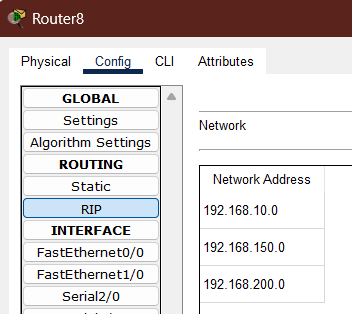 Router8
Physical Config CLI Attributes
GLOBAL
Settings
Algorithm Settings
ROUTING
Static
RIP
INTERFACE
FastEthernet0/0
FastEthernet1/0
Serial2/0
Network
Network Address
192.168.10.0
192.168.150.0
192.168.200.0